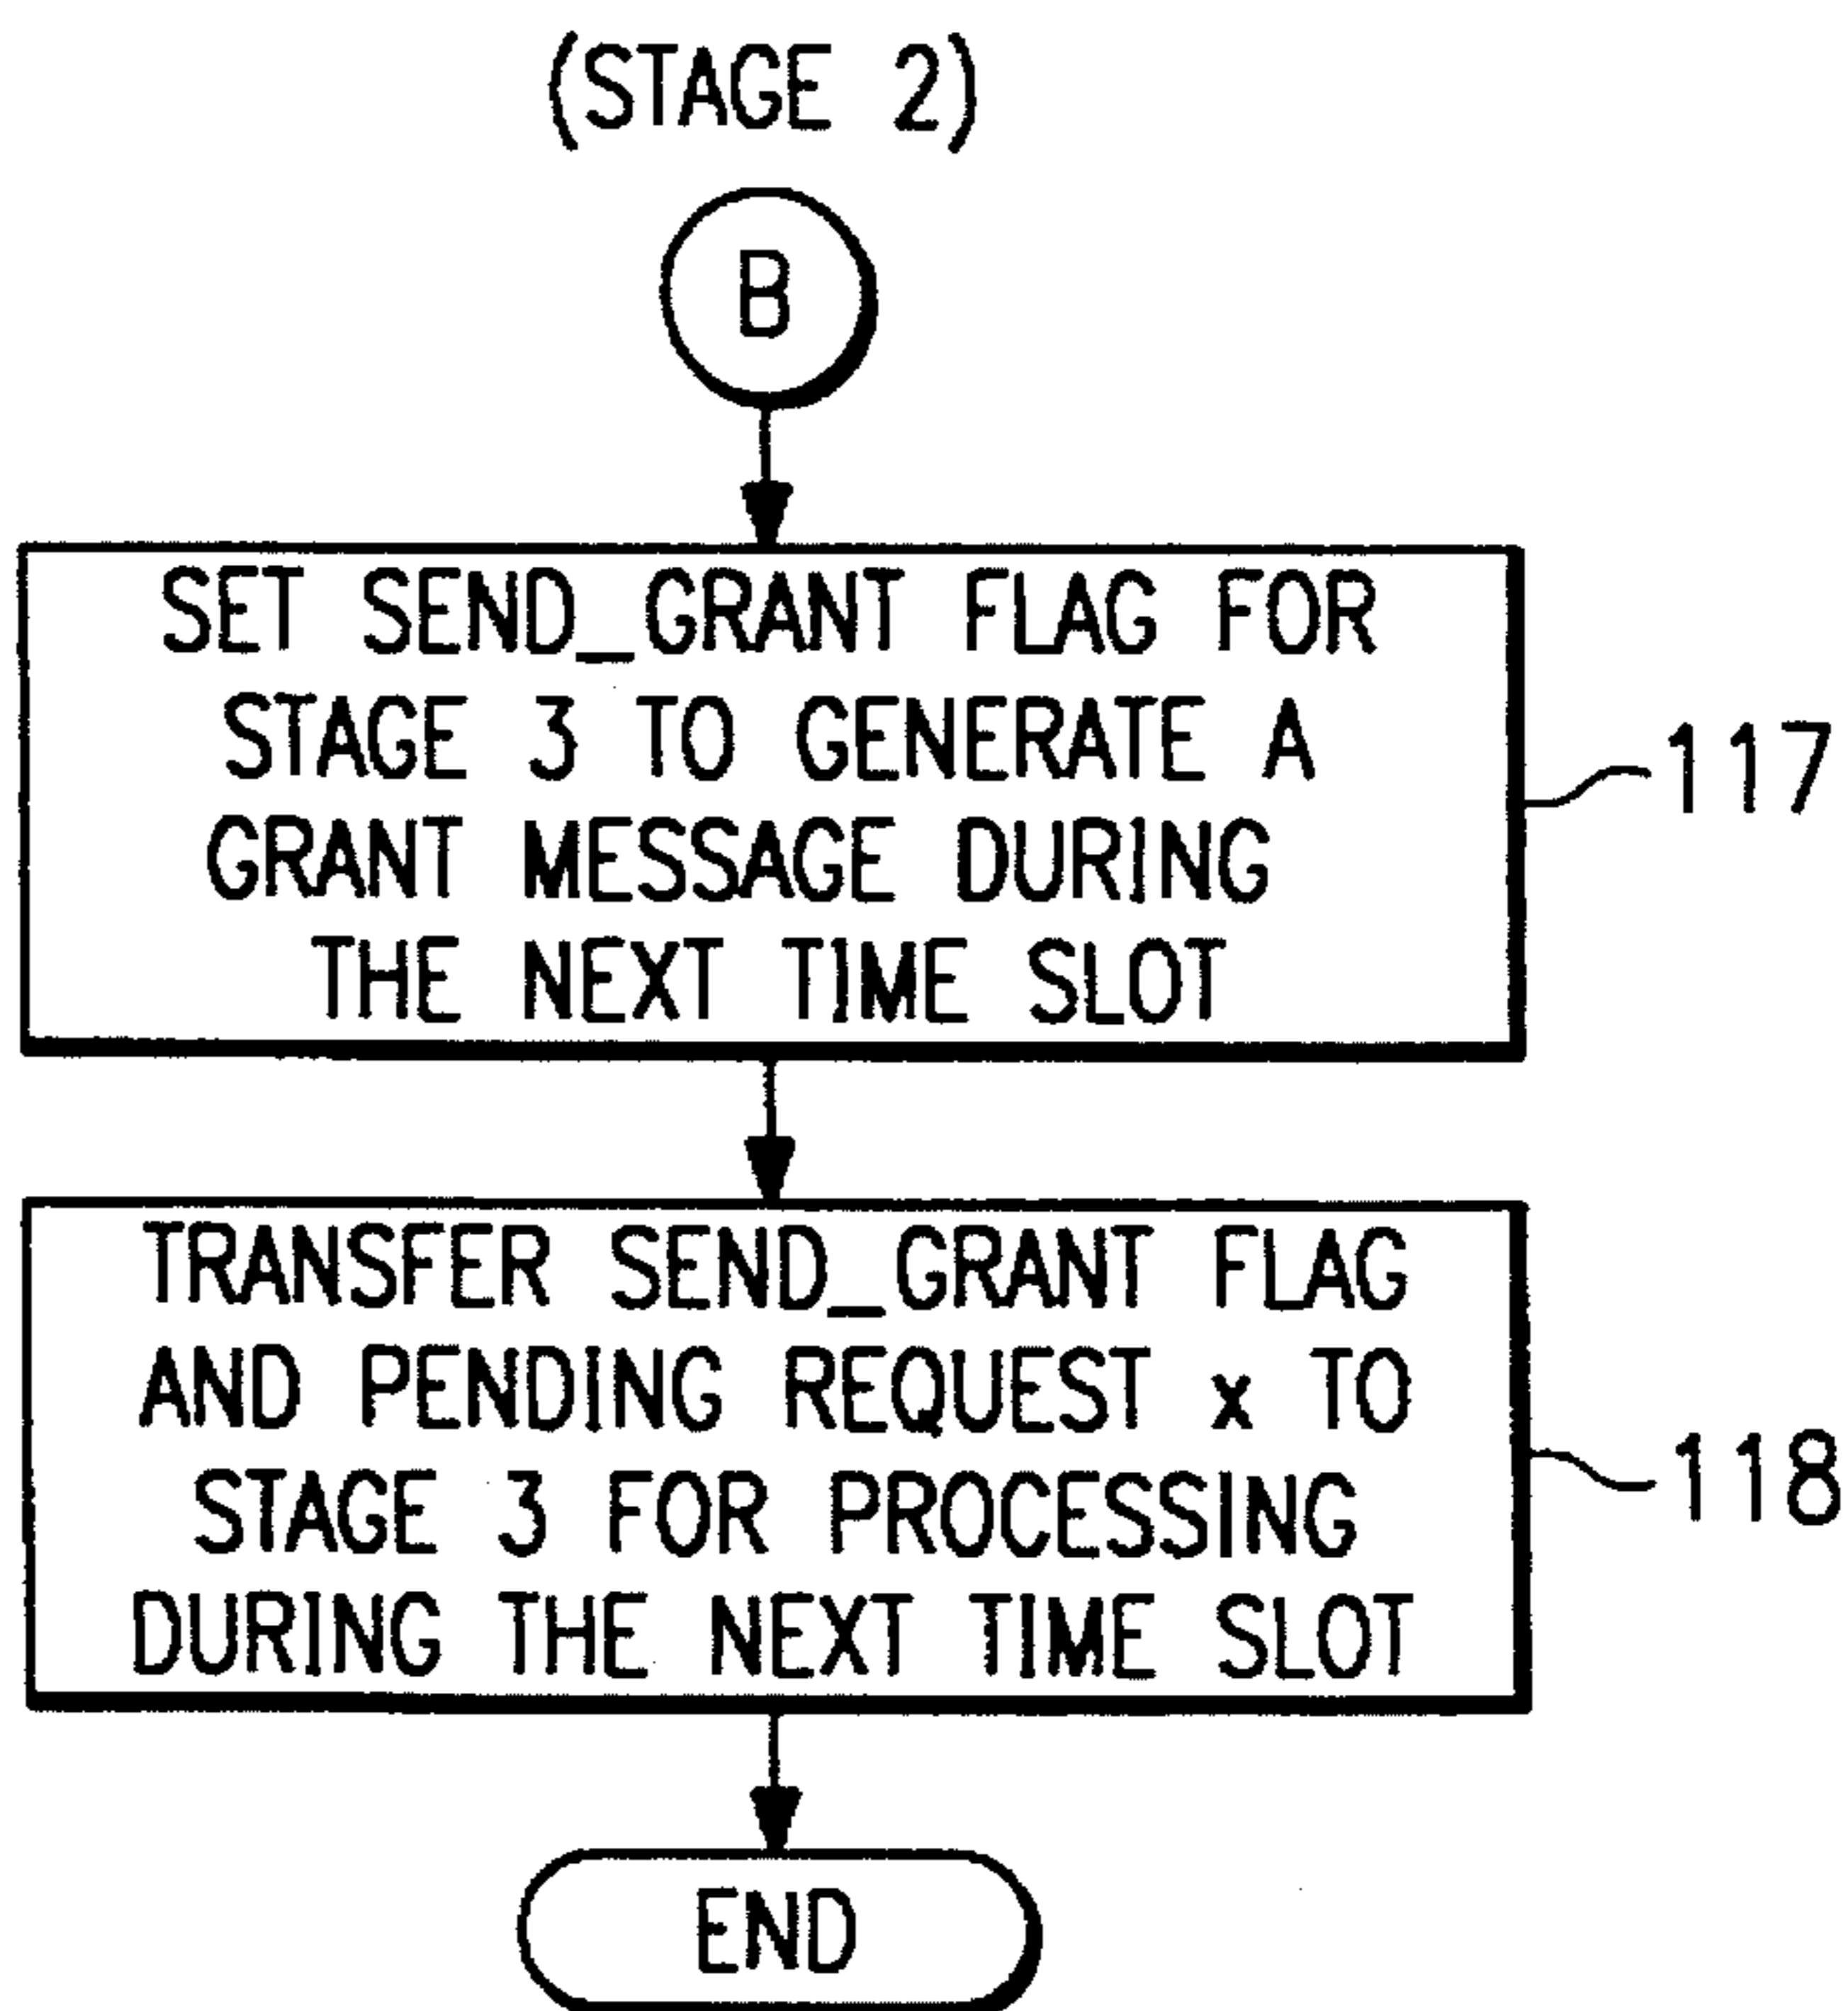 (STAGE 2)
B
SET SEND_GRANT FLAG FOR
STAGE 3 TO GENERATE A
GRANT MESSAGE DURING
THE NEXT TIME SLOT
117
TRANSFER SEND_GRANT FLAG
AND PENDING REQUEST x TO
STAGE 3 FOR PROCESSING
DURING THE NEXT TIME SLOT
118
END